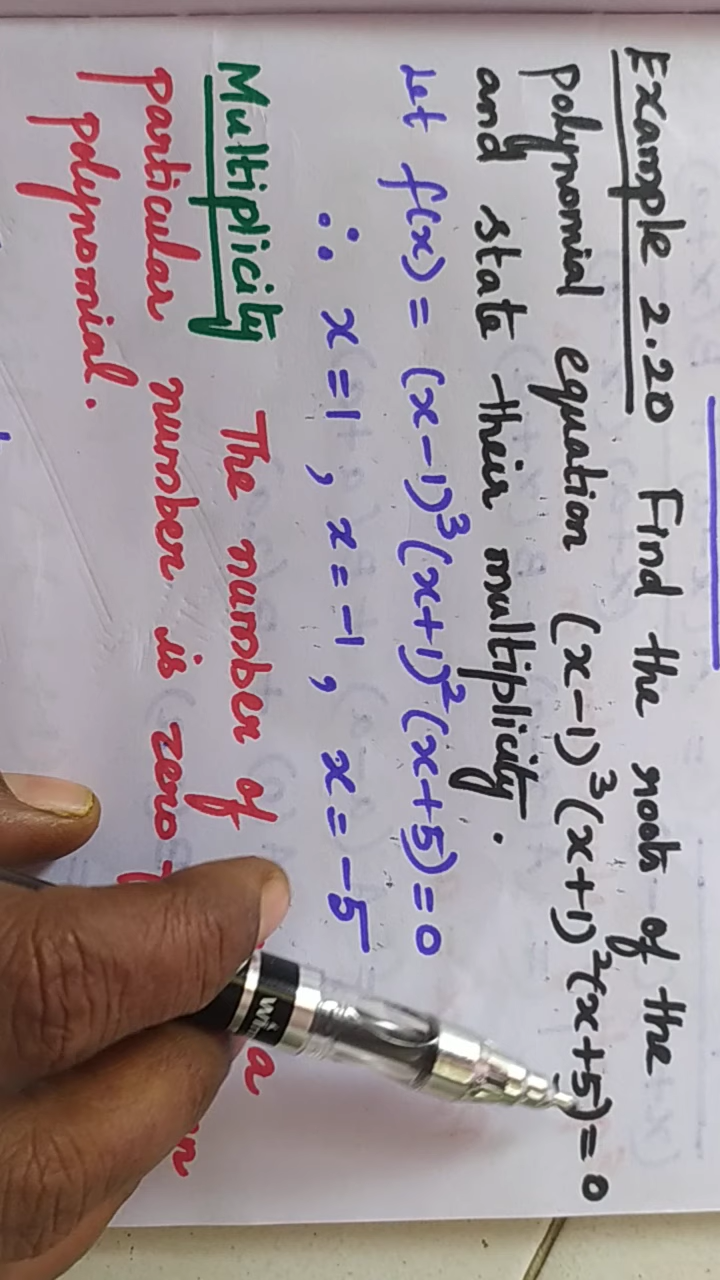 Example 2.20 Find the roots of the
polynomial equation (x-1)³(x+1)²(x+5)=0
and state their multiplicity.
Let f(x) = (x-1)³(x+1)²(x+5)=0
∴ x=1, x=-1, x=-5
Multiplicity The number of a
particular number is zero
polynomial.